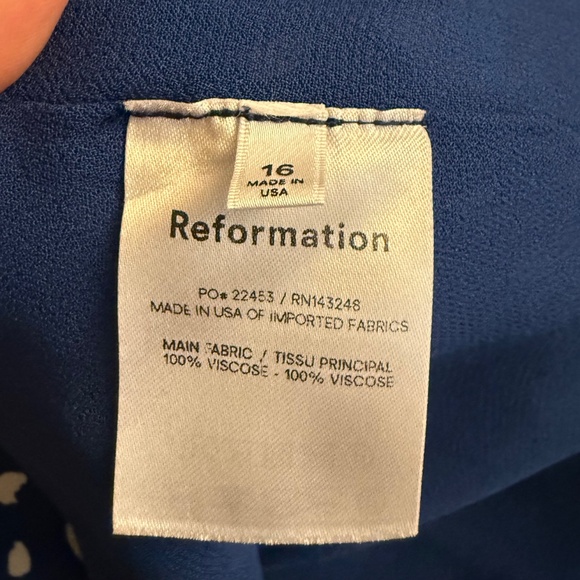 16
MADE IN
USA
Reformation
PO# 22453 / RN143248
MADE IN USA OF IMPORTED FABRICS
MAIN FABRIC / TISSU PRINCIPAL
100% VISCOSE - 100% VISCOSE